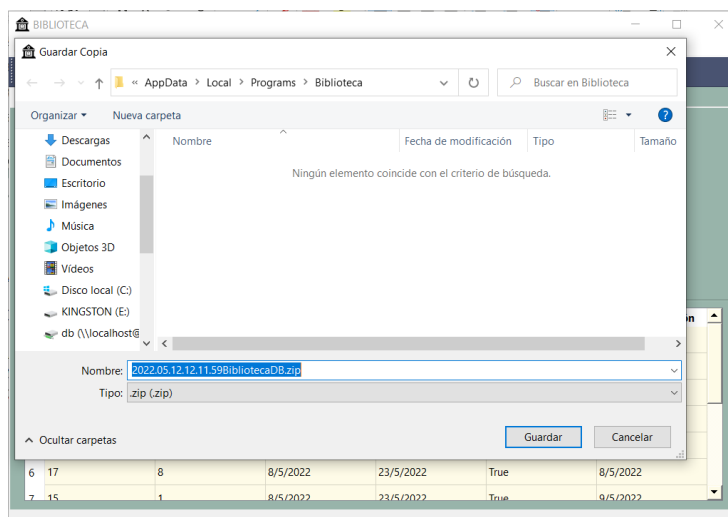 BIBLIOTECA
Guardar Copia
« AppData > Local > Programs > Biblioteca
Buscar en Biblioteca
Organizar Nueva carpeta
Nombre Fecha de modificación Tipo Tamaño
Descargas
Documentos
Escritorio
Imágenes
Música
Objetos 3D
Vídeos
Disco local (C:)
KINGSTON (E:)
db (\\localhost@
Ningún elemento coincide con el criterio de búsqueda.
Nombre: 2022.05.12.12.11.59BibliotecaDB.zip
Tipo: .zip (.zip)
Ocultar carpetas
Guardar Cancelar
6 17 8 8/5/2022 23/5/2022 True 8/5/2022
7 15 1 8/5/2022 23/5/2022 True 9/5/2022